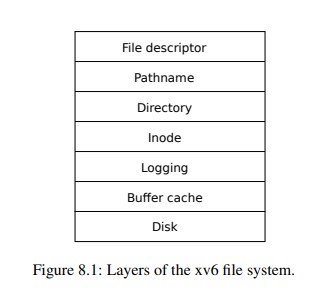 File descriptor
Pathname
Directory
Inode
Logging
Buffer cache
Disk
Figure 8.1: Layers of the xv6 file system.